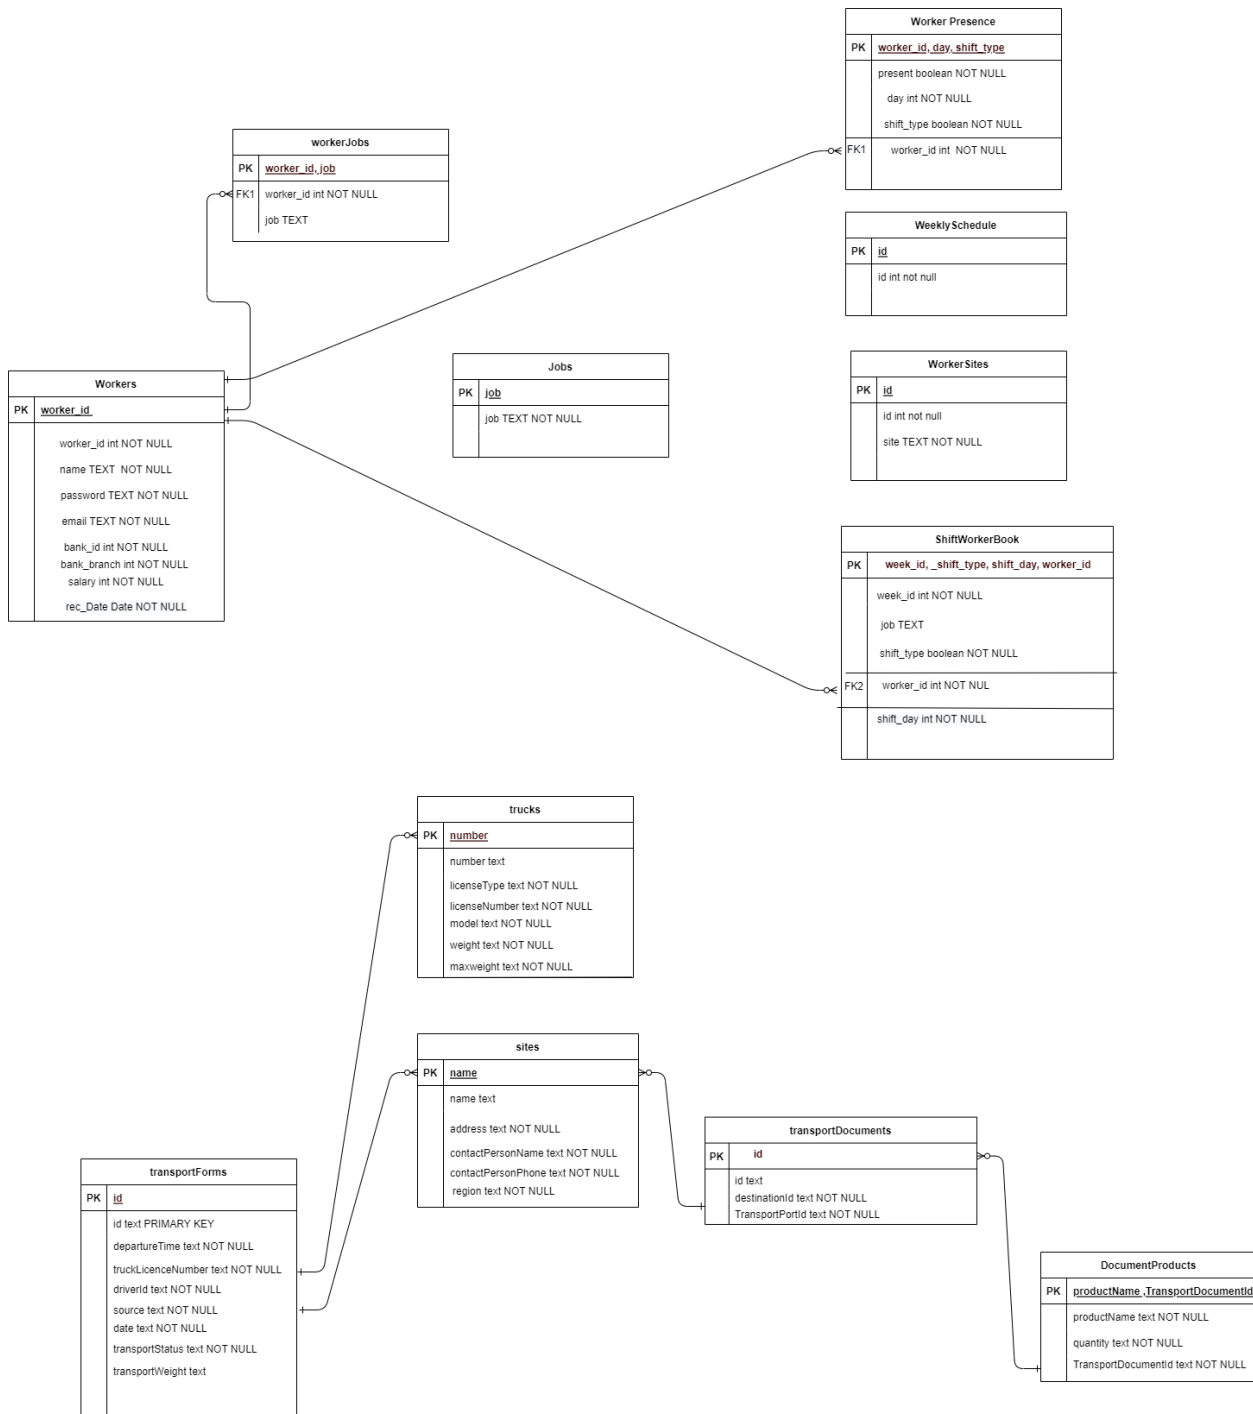 Worker Presence
PK worker_id, day, shift_type
present boolean NOT NULL
day int NOT NULL
shift_type boolean NOT NULL
FK1 worker_id int NOT NULL
workerJobs
PK worker_id, job
FK1 worker_id int NOT NULL
job TEXT
WeeklySchedule
PK id
id int not null
Jobs
PK job
job TEXT NOT NULL
WorkerSites
PK id
id int not null
site TEXT NOT NULL
Workers
PK worker_id
worker_id int NOT NULL
name TEXT NOT NULL
password TEXT NOT NULL
email TEXT NOT NULL
bank_id int NOT NULL
bank_branch int NOT NULL
salary int NOT NULL
rec_Date Date NOT NULL
ShiftWorkerBook
PK week_id, _shift_type, shift_day, worker_id
week_id int NOT NULL
job TEXT
shift_type boolean NOT NULL
FK2 worker_id int NOT NUL
shift_day int NOT NULL
trucks
PK number
number text
licenseType text NOT NULL
licenseNumber text NOT NULL
model text NOT NULL
weight text NOT NULL
maxweight text NOT NULL
sites
PK name
name text
address text NOT NULL
contactPersonName text NOT NULL
contactPersonPhone text NOT NULL
region text NOT NULL
transportDocuments
PK id
id text
destinationId text NOT NULL
TransportPortId text NOT NULL
transportForms
PK id
id text PRIMARY KEY
departureTime text NOT NULL
truckLicenceNumber text NOT NULL
driverId text NOT NULL
source text NOT NULL
date text NOT NULL
transportStatus text NOT NULL
transportWeight text
DocumentProducts
PK productName ,TransportDocumentId
productName text NOT NULL
quantity text NOT NULL
TransportDocumentId text NOT NULL